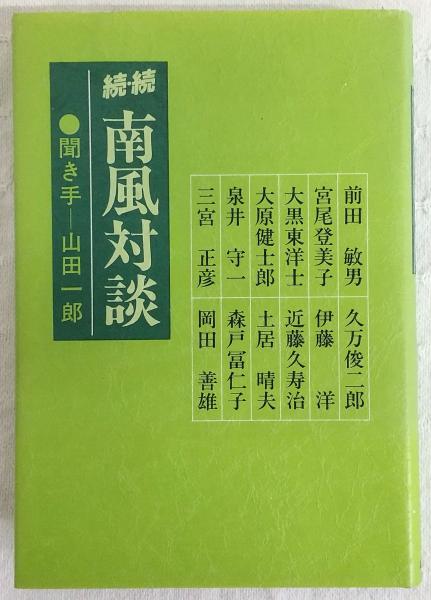 続・続
南風対談
●聞き手─山田一郎
前田 敏男
宮尾登美子
大黒東洋士
大原健士郎
泉井 守一
三宮 正彦
久万俊二郎
伊藤 洋
近藤久寿治
土居 晴夫
森戸冨仁子
岡田 善雄